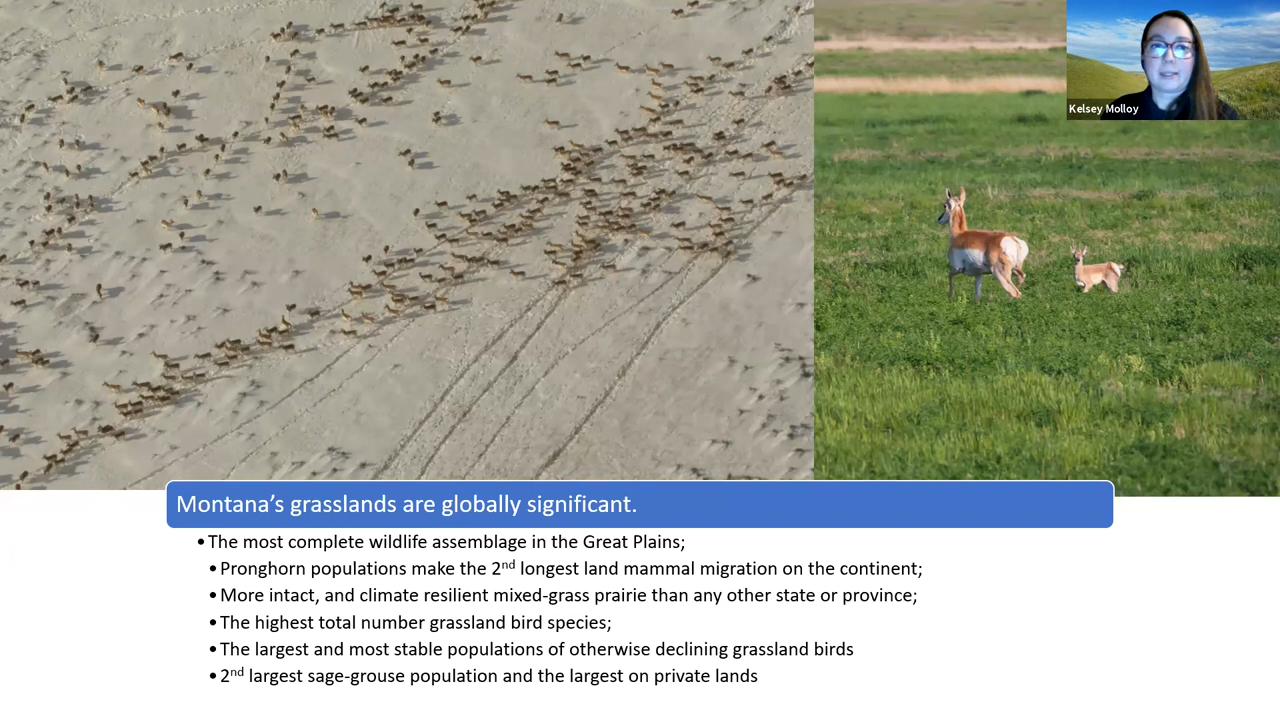 Kelsey Molloy
Montana’s grasslands are globally significant.
•The most complete wildlife assemblage in the Great Plains;
•Pronghorn populations make the 2nd longest land mammal migration on the continent;
•More intact, and climate resilient mixed-grass prairie than any other state or province;
•The highest total number grassland bird species;
•The largest and most stable populations of otherwise declining grassland birds
•2nd largest sage-grouse population and the largest on private lands